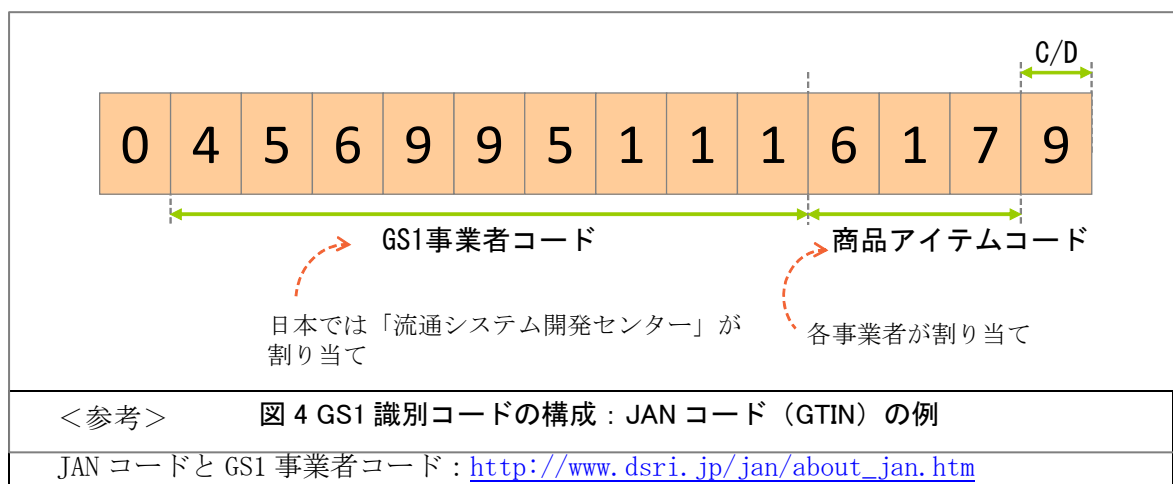 C/D
0 4 5 6 9 9 5 1 1 1 6 1 7 9
GS1事業者コード 商品アイテムコード
日本では「流通システム開発センター」が
割り当て
各事業者が割り当て
＜参考＞ 図 4 GS1 識別コードの構成：JAN コード（GTIN）の例
JAN コードと GS1 事業者コード：http://www.dsri.jp/jan/about_jan.htm